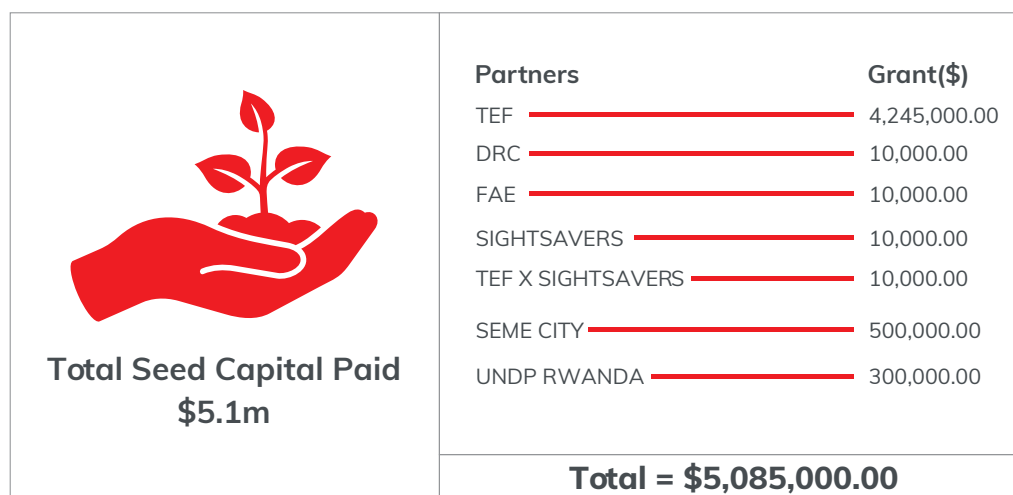 Total Seed Capital Paid
$5.1m
Partners Grant($)
TEF 4,245,000.00
DRC 10,000.00
FAE 10,000.00
SIGHTSAVERS 10,000.00
TEF X SIGHTSAVERS 10,000.00
SEME CITY 500,000.00
UNDP RWANDA 300,000.00
Total = $5,085,000.00